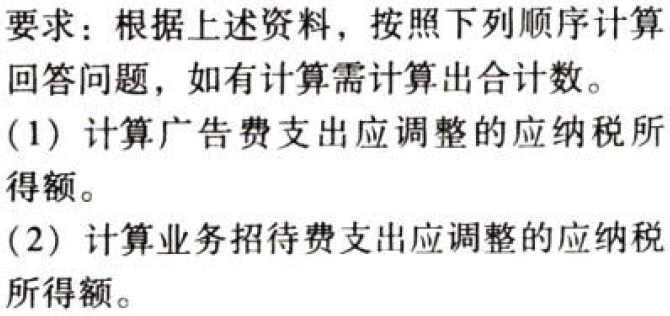 要求：根据上述资料，按照下列顺序计算
回答问题，如有计算需计算出合计数。
（1）计算广告费支出应调整的应纳税所
得额。
（2）计算业务招待费支出应调整的应纳税
所得额。